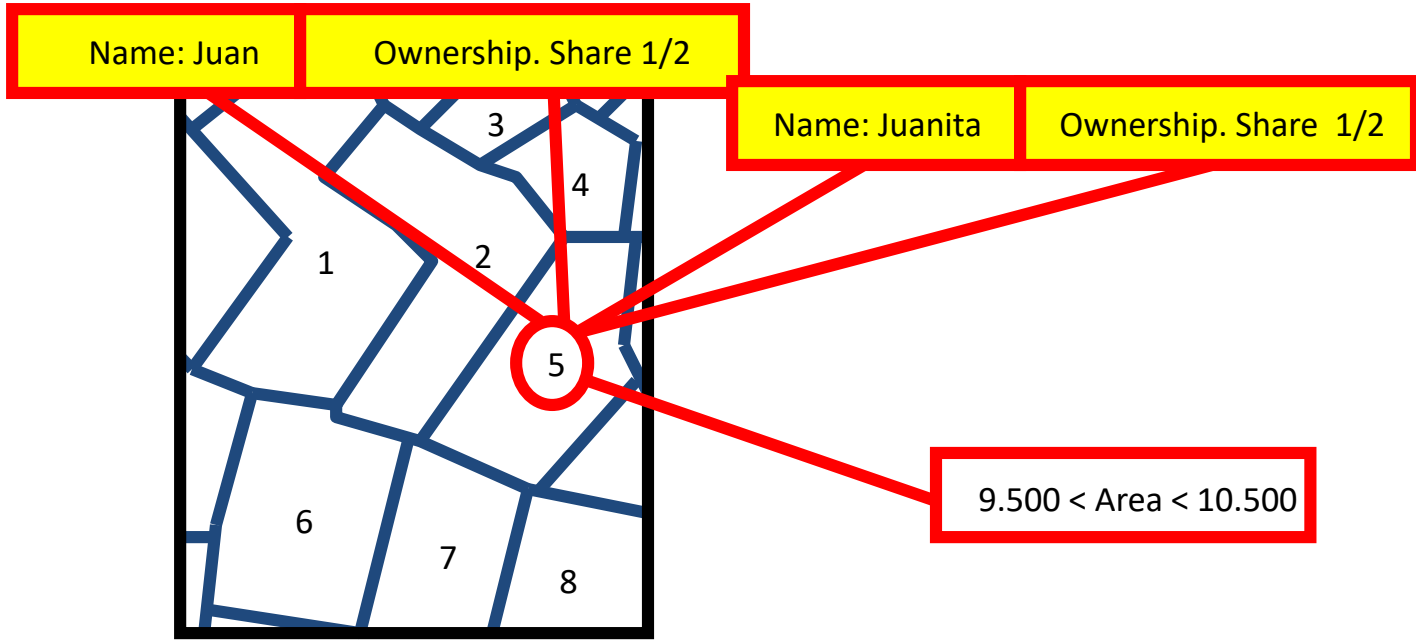 Name: Juan
Ownership. Share 1/2
Name: Juanita
Ownership. Share 1/2
3
4
1
2
5
9.500 < Area < 10.500
6
7
8